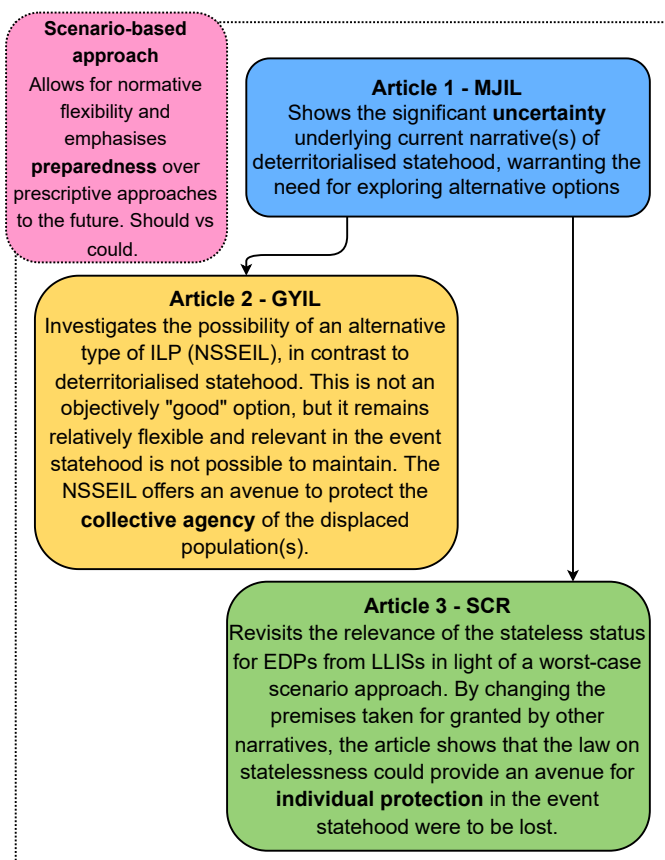 Scenario-based
approach
Allows for normative
flexibility and
emphasises
preparedness over
prescriptive approaches
to the future. Should vs
could.
Article 1 - MJIL
Shows the significant uncertainty
underlying current narrative(s) of
deterritorialised statehood, warranting the
need for exploring alternative options
Article 2 - GYIL
Investigates the possibility of an alternative
type of ILP (NSSEIL), in contrast to
deterritorialised statehood. This is not an
objectively "good" option, but it remains
relatively flexible and relevant in the event
statehood is not possible to maintain. The
NSSEIL offers an avenue to protect the
collective agency of the displaced
population(s).
Article 3 - SCR
Revisits the relevance of the stateless status
for EDPs from LLISs in light of a worst-case
scenario approach. By changing the
premises taken for granted by other
narratives, the article shows that the law on
statelessness could provide an avenue for
individual protection in the event
statehood were to be lost.